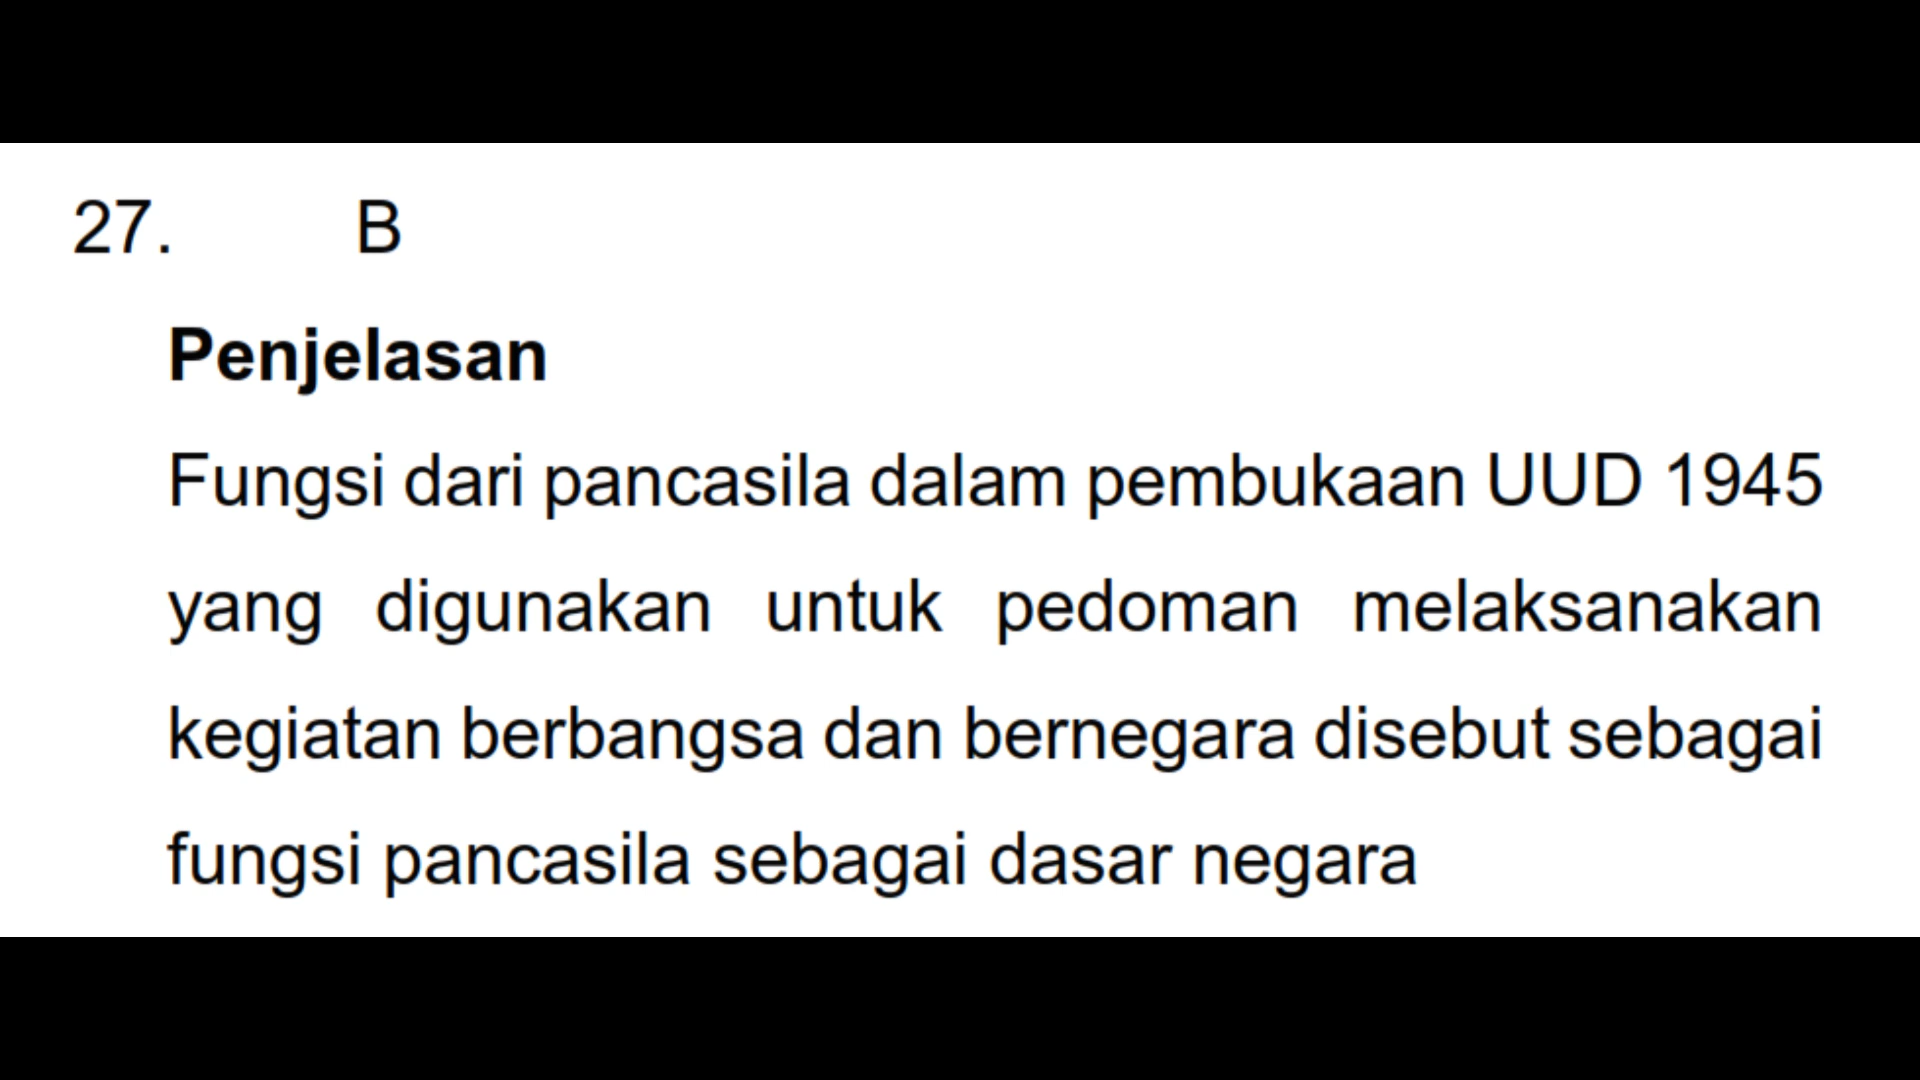 27. B
Penjelasan
Fungsi dari pancasila dalam pembukaan UUD 1945
yang digunakan untuk pedoman melaksanakan
kegiatan berbangsa dan bernegara disebut sebagai
fungsi pancasila sebagai dasar negara